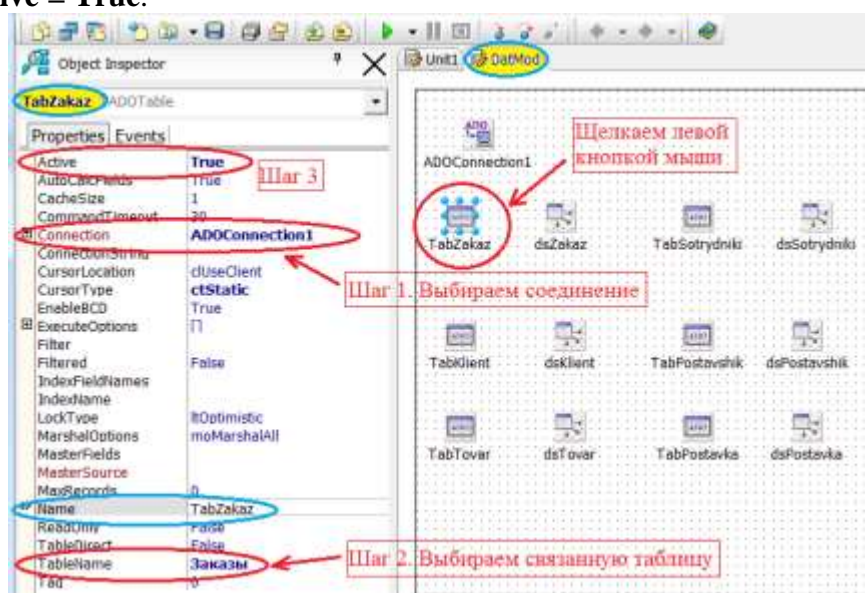 ive = True.
Object Inspector
Unit1 DatMod
TabZakaz ADOTable
Properties Events
Active True
Шаг 3
AutoCalcFields True
CacheSize 1
CommandTimeout 30
Connection ADOConnection1
ConnectionString
CursorLocation clUseClient
CursorType ctStatic
EnableBCD True
ExecuteOptions []
Filter
Filtered False
IndexFieldNames
IndexName
LockType ltOptimistic
MarshalOptions moMarshalAll
MasterFields
MasterSource
MaxRecords 0
Name TabZakaz
ReadOnly False
TableDirect False
TableName Заказы
Tag 0
ADO
ADOConnection1
Щелкаем левой
кнопкой мыши
TabZakaz dsZakaz TabSotrydniki dsSotrydniki
Шаг 1. Выбираем соединение
TabKlient dsKlient TabPostavshik dsPostavshik
TabTovar dsTovar TabPostavka dsPostavka
Шаг 2. Выбираем связанную таблицу